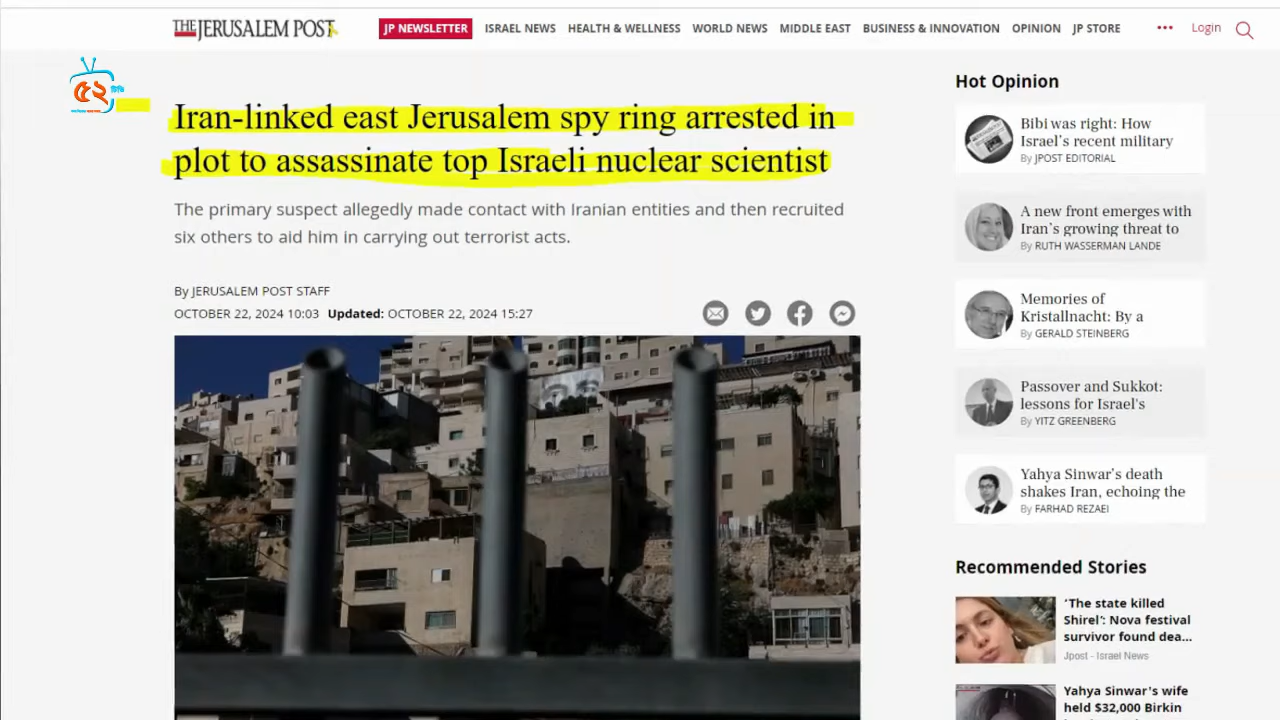 THE JERUSALEM POST
JP NEWSLETTER ISRAEL NEWS HEALTH & WELLNESS WORLD NEWS MIDDLE EAST BUSINESS & INNOVATION OPINION JP STORE ••• Login
৫২
Iran-linked east Jerusalem spy ring arrested in
plot to assassinate top Israeli nuclear scientist
The primary suspect allegedly made contact with Iranian entities and then recruited
six others to aid him in carrying out terrorist acts.
By JERUSALEM POST STAFF
OCTOBER 22, 2024 10:03 Updated: OCTOBER 22, 2024 15:27
Hot Opinion
Bibi was right: How
Israel's recent military
By JPOST EDITORIAL
A new front emerges with
Iran's growing threat to
By RUTH WASSERMAN LANDE
Memories of
Kristallnacht: By a
By GERALD STEINBERG
Passover and Sukkot:
lessons for Israel's
By YITZ GREENBERG
Yahya Sinwar's death
shakes Iran, echoing the
By FARHAD REZAEI
Recommended Stories
‘The state killed
Shirel’: Nova festival
survivor found dea...
Jpost - Israel News
Yahya Sinwar's wife
held $32,000 Birkin